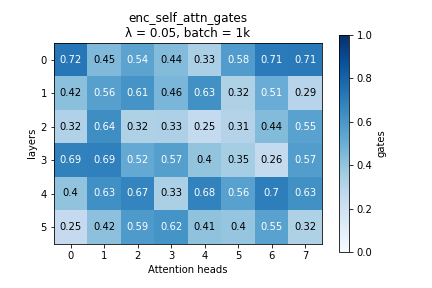 enc_self_attn_gates
λ = 0.05, batch = 1k
layers
0 0.72 0.45 0.54 0.44 0.33 0.58 0.71 0.71
1 0.42 0.56 0.61 0.46 0.63 0.32 0.51 0.29
2 0.32 0.64 0.32 0.33 0.25 0.31 0.44 0.55
3 0.69 0.69 0.52 0.57 0.4 0.35 0.26 0.57
4 0.4 0.63 0.67 0.33 0.68 0.56 0.7 0.63
5 0.25 0.42 0.59 0.62 0.41 0.4 0.55 0.32
0 1 2 3 4 5 6 7
Attention heads
1.0
0.8
0.6
0.4
0.2
0.0
gates